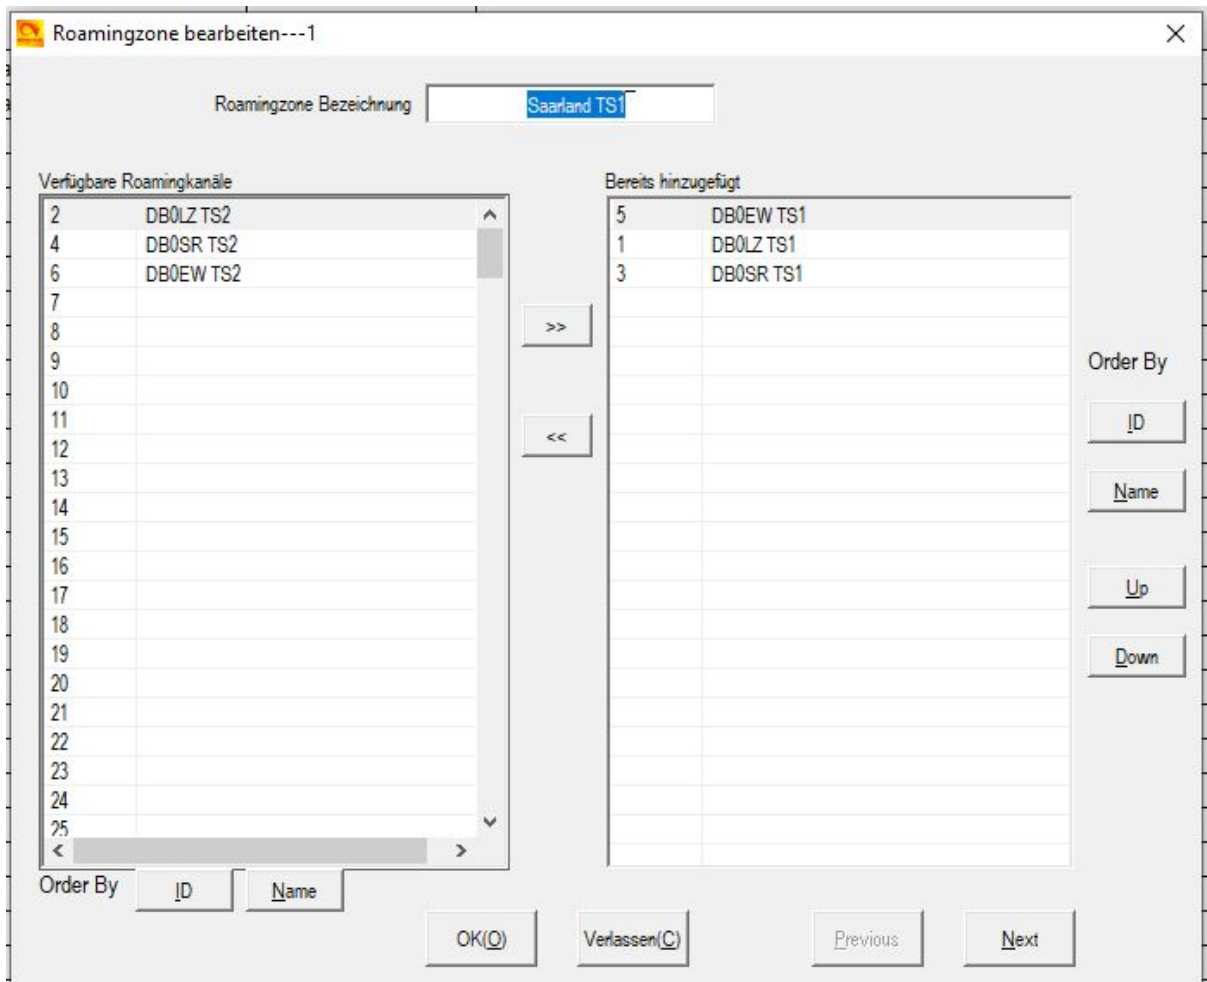 Roamingzone bearbeiten---1
Roamingzone Bezeichnung Saarland TS1
Verfügbare Roamingkanäle
2 DB0LZ TS2
4 DB0SR TS2
6 DB0EW TS2
7
8
9
10
11
12
13
14
15
16
17
18
19
20
21
22
23
24
25
Order By ID Name
>>
<<
Bereits hinzugefügt
5 DB0EW TS1
1 DB0LZ TS1
3 DB0SR TS1
Order By
ID
Name
Up
Down
OK(O) Verlassen(C) Previous Next